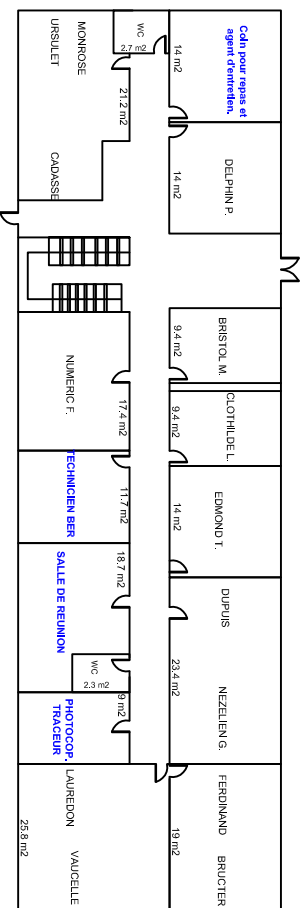 MONROSE
URSULET
CADASSE
21.2 m2
WC
2.7 m2
14 m2
Coin pour repas et
agent d'entretien.
DELPHIN P.
14 m2
BRISTOL M.
9.4 m2
CLOTHILDE L.
9.4 m2
EDMOND T.
14 m2
DUPUIS
NEZELIEN G.
23.4 m2
FERDINAND
BRUCTER
19 m2
NUMERIC F.
17.4 m2
TECHNICIEN BER
11.7 m2
SALLE DE REUNION
18.7 m2
WC
2.3 m2
PHOTOCOP.
TRACEUR
9 m2
LAUREDON
VAUCELLE
25.8 m2